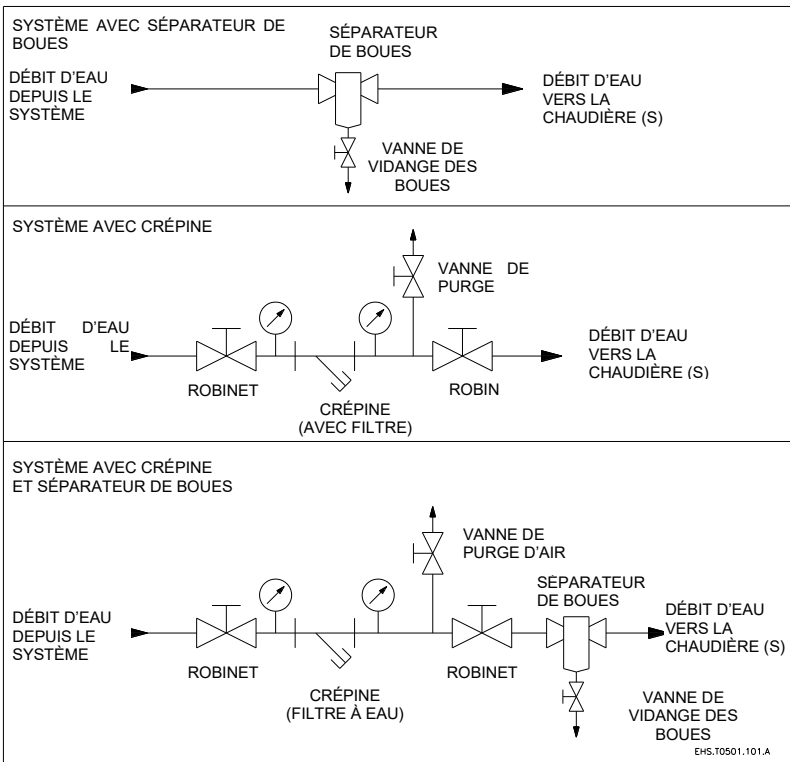 SYSTÈME AVEC SÉPARATEUR DE
BOUES
SÉPARATEUR
DE BOUES
DÉBIT D'EAU
DEPUIS LE
SYSTÈME
DÉBIT D'EAU
VERS LA
CHAUDIÈRE (S)
VANNE DE
VIDANGE DES
BOUES
SYSTÈME AVEC CRÉPINE
VANNE DE
PURGE
DÉBIT D'EAU
DEPUIS LE
SYSTÈME
DÉBIT D'EAU
VERS LA
CHAUDIÈRE (S)
ROBINET
CRÉPINE
(AVEC FILTRE)
ROBIN
SYSTÈME AVEC CRÉPINE
ET SÉPARATEUR DE BOUES
VANNE DE
PURGE D'AIR
SÉPARATEUR
DE BOUES
DÉBIT D'EAU
DEPUIS LE
SYSTÈME
DÉBIT D'EAU
VERS LA
CHAUDIÈRE (S)
ROBINET
CRÉPINE
(FILTRE À EAU)
ROBINET
VANNE DE
VIDANGE DES
BOUES
EHS.T0501.101.A